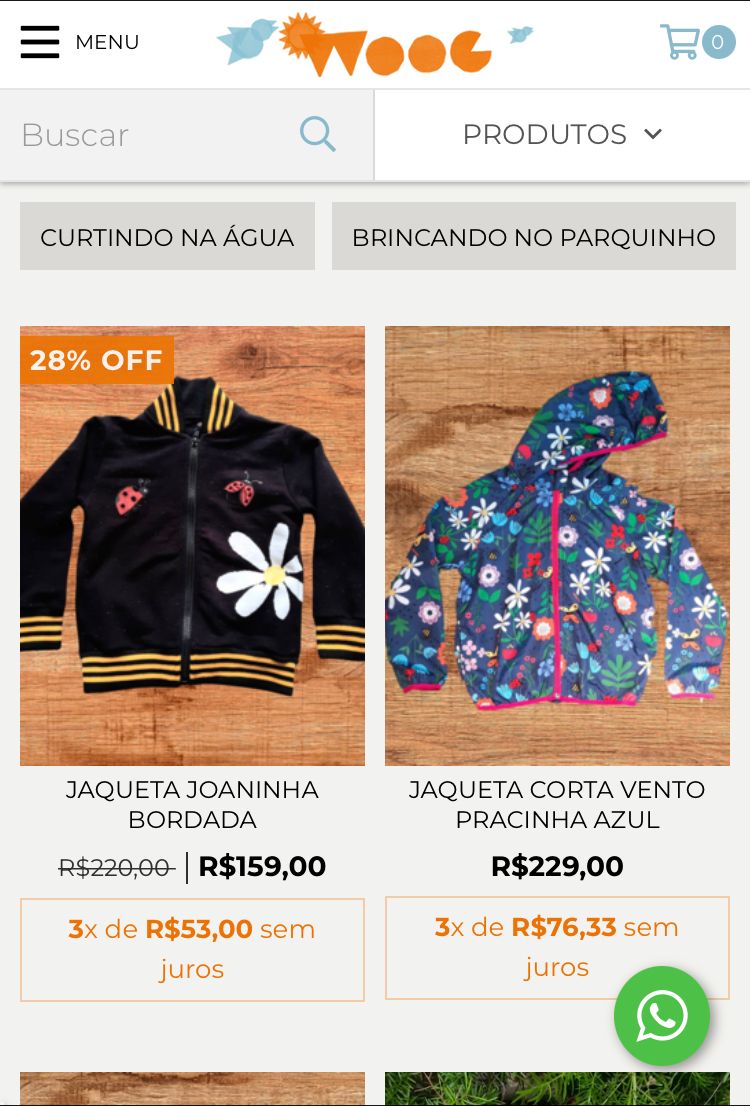 MENU
WOOG
0
Buscar
PRODUTOS
CURTINDO NA ÁGUA
BRINCANDO NO PARQUINHO
28% OFF
JAQUETA JOANINHA
BORDADA
R$220,00 R$159,00
3x de R$53,00 sem
juros
JAQUETA CORTA VENTO
PRACINHA AZUL
R$229,00
3x de R$76,33 sem
juros